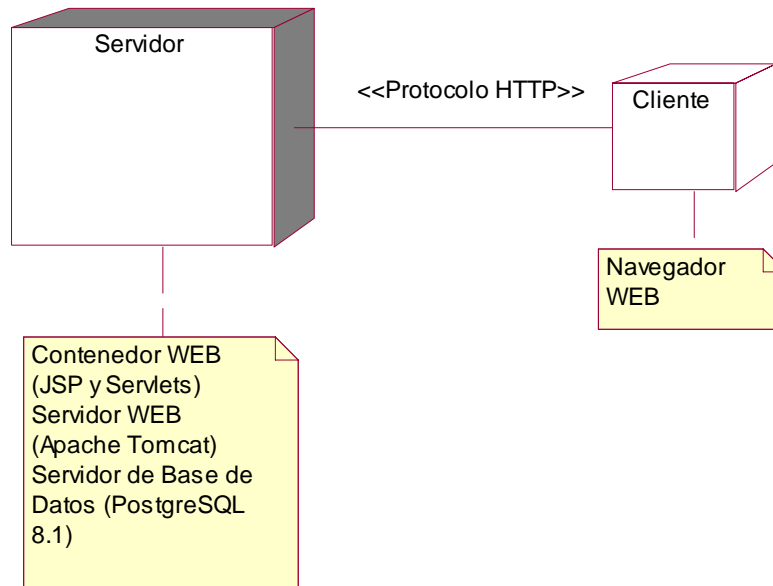 Servidor
<<Protocolo HTTP>>
Cliente
Navegador
WEB
Contenedor WEB
(JSP y Servlets)
Servidor WEB
(Apache Tomcat)
Servidor de Base de
Datos (PostgreSQL
8.1)